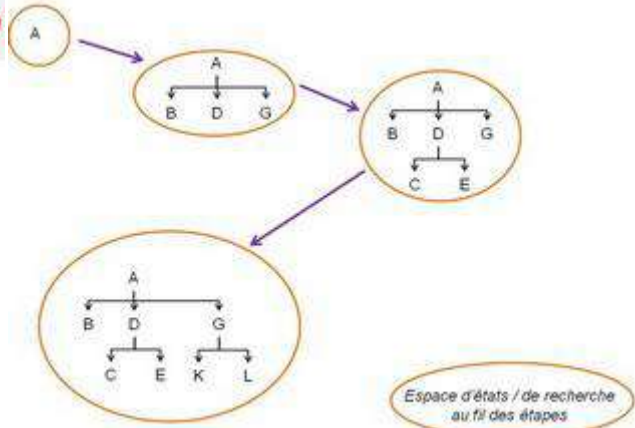 A
A
B D G
A
B D G
C E
A
B D G
C E K L
Espace d'états / de recherche
au fil des étapes